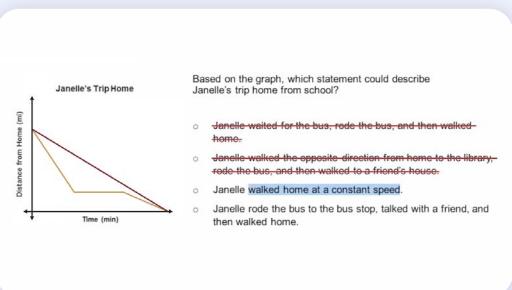 Janelle's Trip Home
Distance from Home (mi)
Time (min)
Based on the graph, which statement could describe
Janelle's trip home from school?
Janelle waited for the bus, rode the bus, and then walked
home.
Janelle walked the opposite direction from home to the library,
rode the bus, and then walked to a friend's house.
Janelle walked home at a constant speed.
Janelle rode the bus to the bus stop, talked with a friend, and
then walked home.